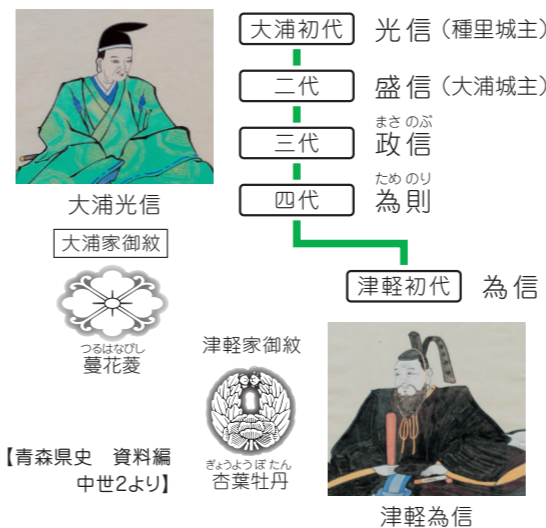 大浦初代 光信(種里城主)
二代 盛信(大浦城主)
まさのぶ
三代 政信
ためのり
四代 為則
大浦光信
大浦家御紋
津軽初代 為信
つるはなびし
蔓花菱
津軽家御紋
ぎょうようぼたん
杏葉牡丹
【青森県史 資料編
中世2より】
津軽為信